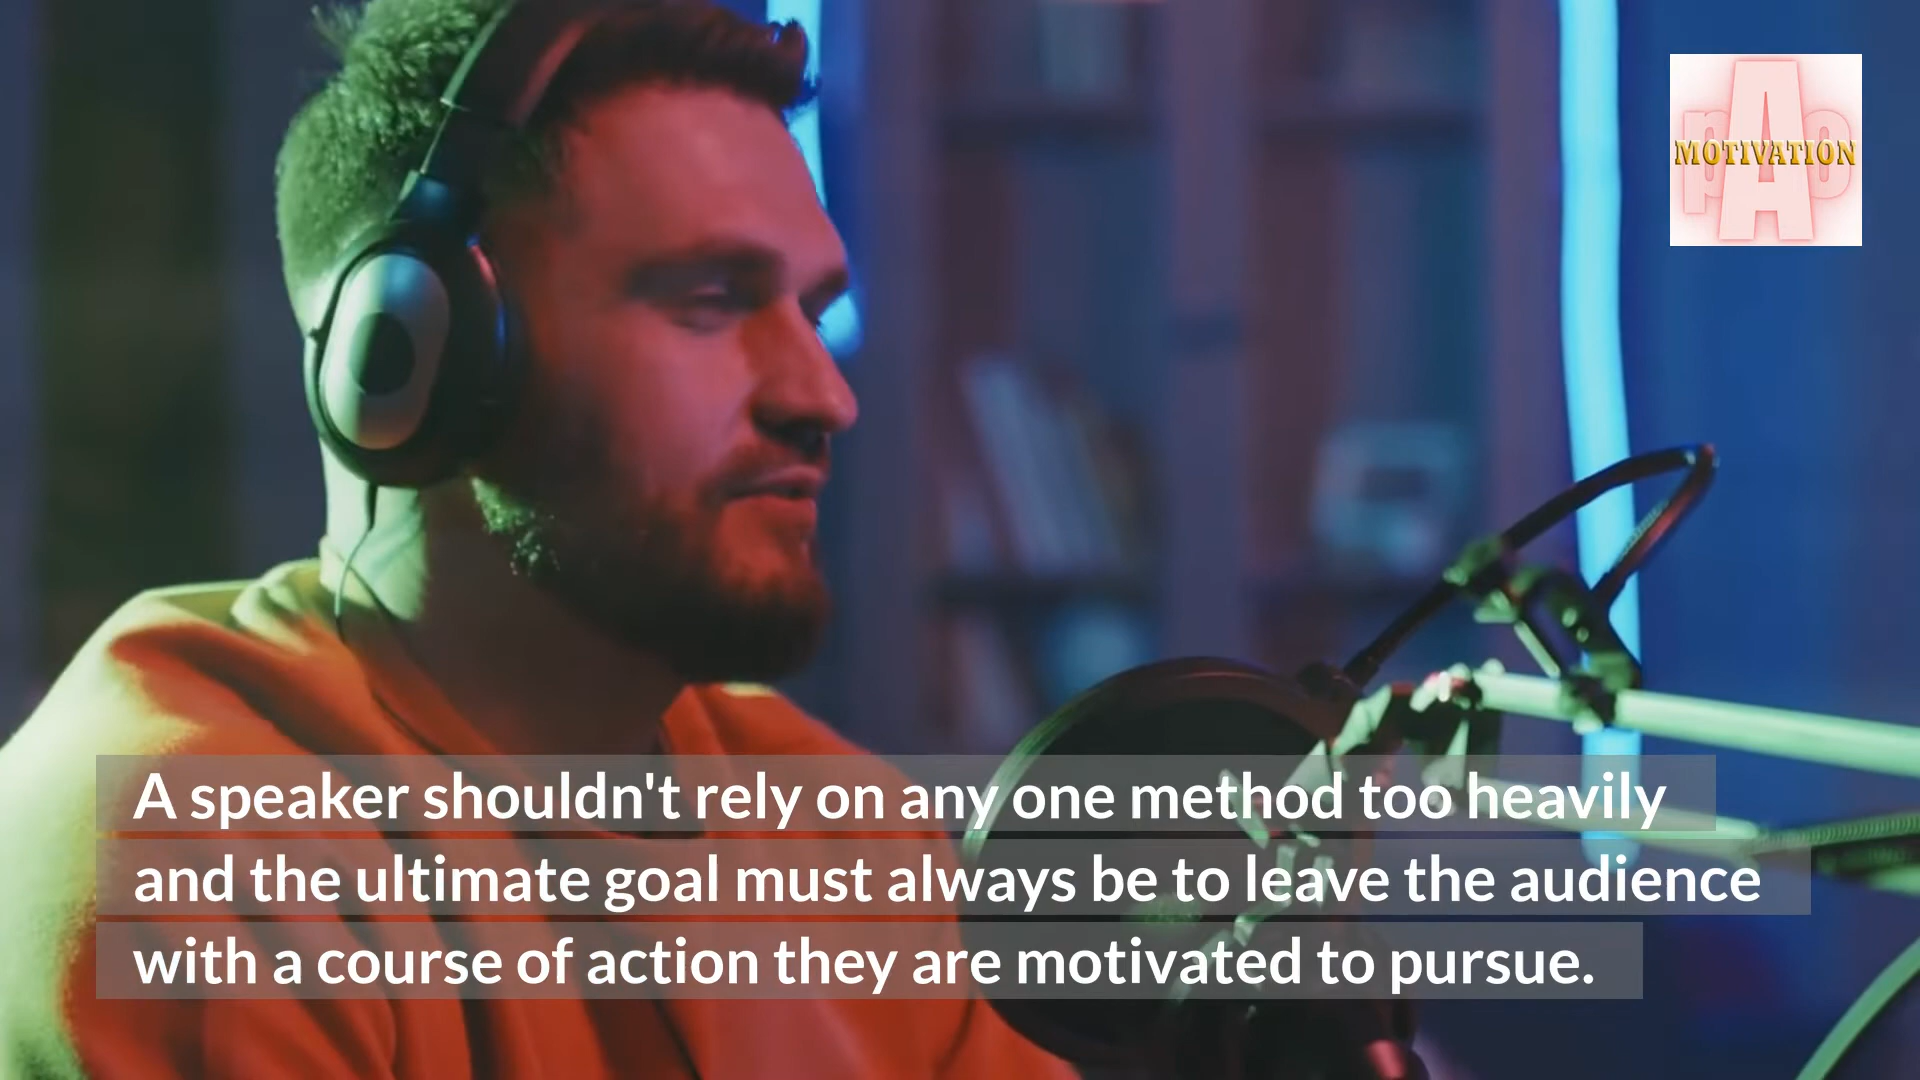 pAo
MOTIVATION
A speaker shouldn't rely on any one method too heavily
and the ultimate goal must always be to leave the audience
with a course of action they are motivated to pursue.